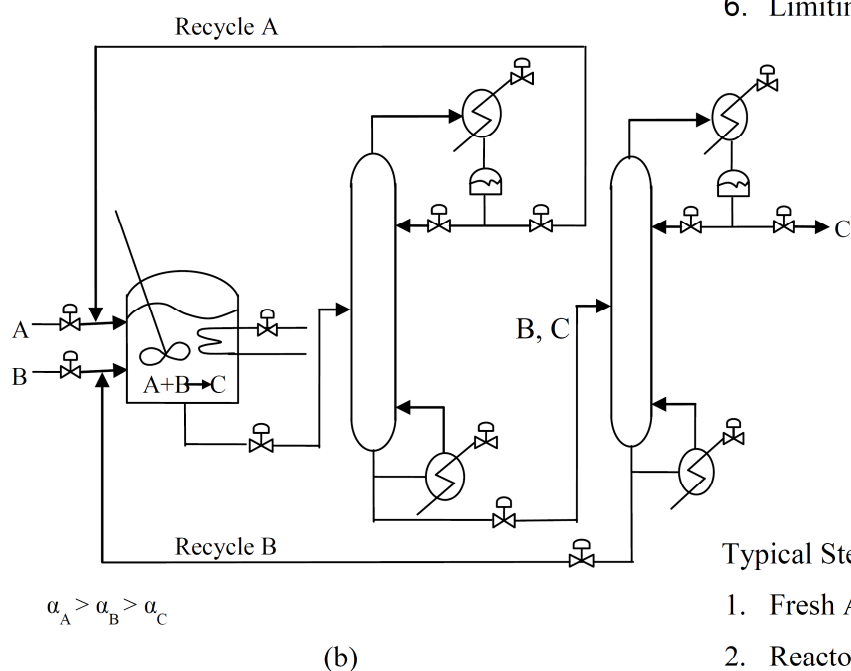 6. Limitin
Recycle A
C
A
B, C
B
A+B→C
Recycle B
Typical Ste
α_A > α_B > α_C
1. Fresh A
(b)
2. Reacto